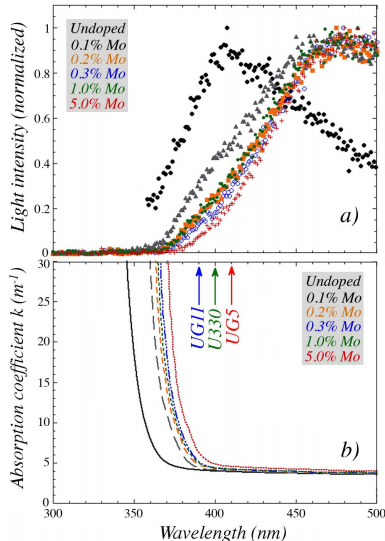 Light intensity (normalized)
1
0.8
0.6
0.4
0.2
0
Undoped
0.1% Mo
0.2% Mo
0.3% Mo
1.0% Mo
5.0% Mo
a)
Absorption coefficient k (m⁻¹)
30
25
20
15
10
5
0
UG11
U330
UG5
Undoped
0.1% Mo
0.2% Mo
0.3% Mo
1.0% Mo
5.0% Mo
b)
300 350 400 450 500
Wavelength (nm)